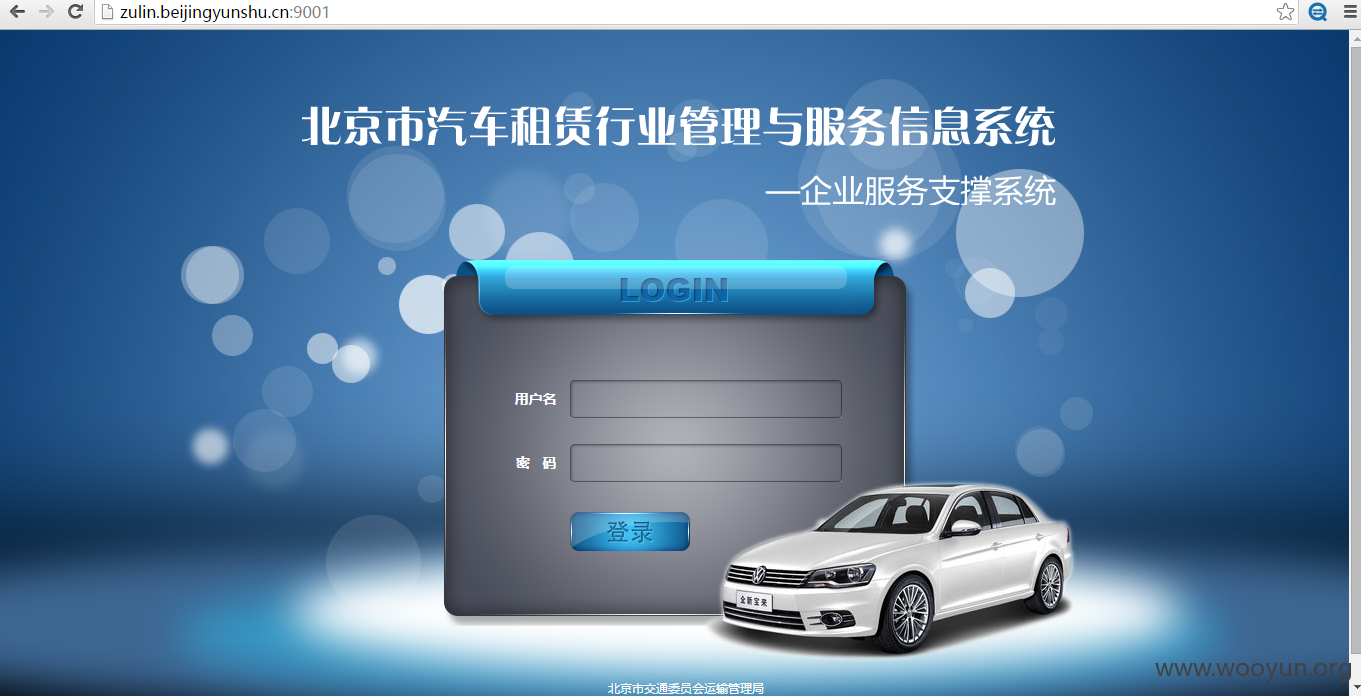 zulin.beijingyunshu.cn:9001
北京市汽车租赁行业管理与服务信息系统
—企业服务支撑系统
LOGIN
用户名
密 码
登录
全新宝来
www.wooyun.org
北京市交通委员会运输管理局